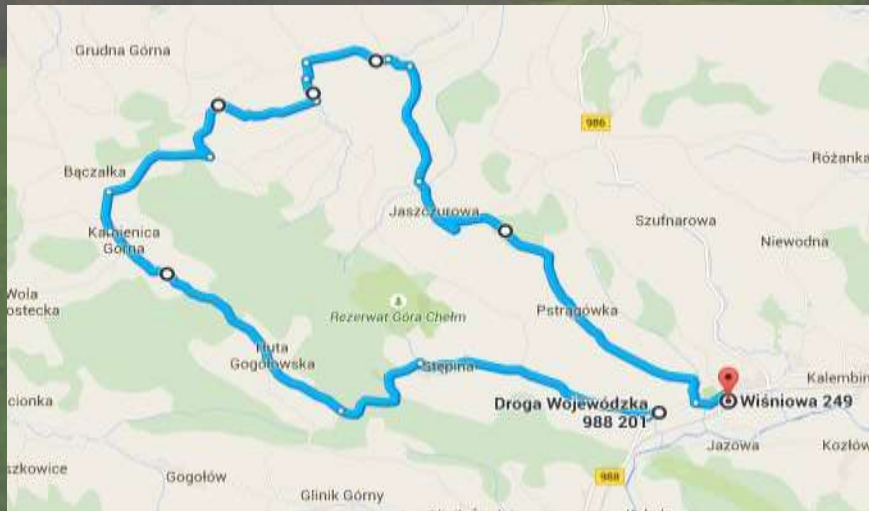 Grudna Górna
986
Różanka
Bączałka
Jaszczurowa
Szufnarowa
Kamienica
Górna
Niewodna
Wola
ostecka
Rezerwat Góra Chełm
Pstrągówka
Huta
Gogołowska
Stępina
Kalembin
cionka
Droga Wojewódzka
988 201
Wiśniowa 249
Jazowa
Kozłów
szkowice
Gogołów
988
Glinik Górny